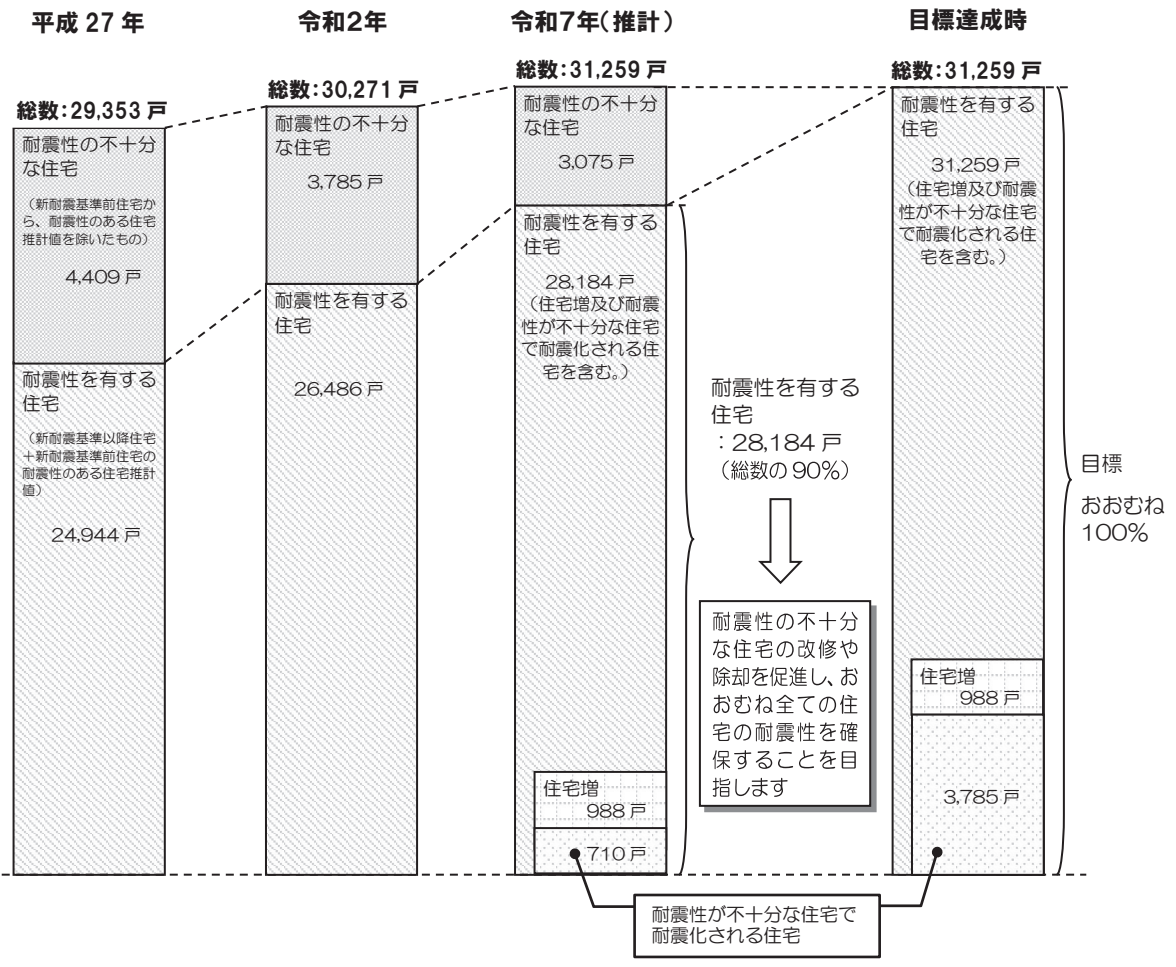 平成 27 年
総数:29,353 戸
耐震性の不十分
な住宅
（新耐震基準前住宅か
ら、耐震性のある住宅
推計値を除いたもの）
4,409 戸
耐震性を有する
住宅
（新耐震基準以降住宅
＋新耐震基準前住宅の
耐震性のある住宅推計
値）
24,944 戸
令和2年
総数:30,271 戸
耐震性の不十分
な住宅
3,785 戸
耐震性を有する
住宅
26,486 戸
令和7年(推計)
総数:31,259 戸
耐震性の不十分
な住宅
3,075 戸
耐震性を有する
住宅
28,184 戸
（住宅増及び耐震
性が不十分な住宅
で耐震化される住
宅を含む。）
住宅増
988 戸
710 戸
耐震性を有する
住宅
：28,184 戸
（総数の 90%）
耐震性の不十分
な住宅の改修や
除却を促進し、お
おむね全ての住
宅の耐震性を確
保することを目
指します
目標達成時
総数:31,259 戸
耐震性を有する
住宅
31,259 戸
（住宅増及び耐震
性が不十分な住宅
で耐震化される住
宅を含む。）
住宅増
988 戸
3,785 戸
目標
おおむね
100%
耐震性が不十分な住宅で
耐震化される住宅